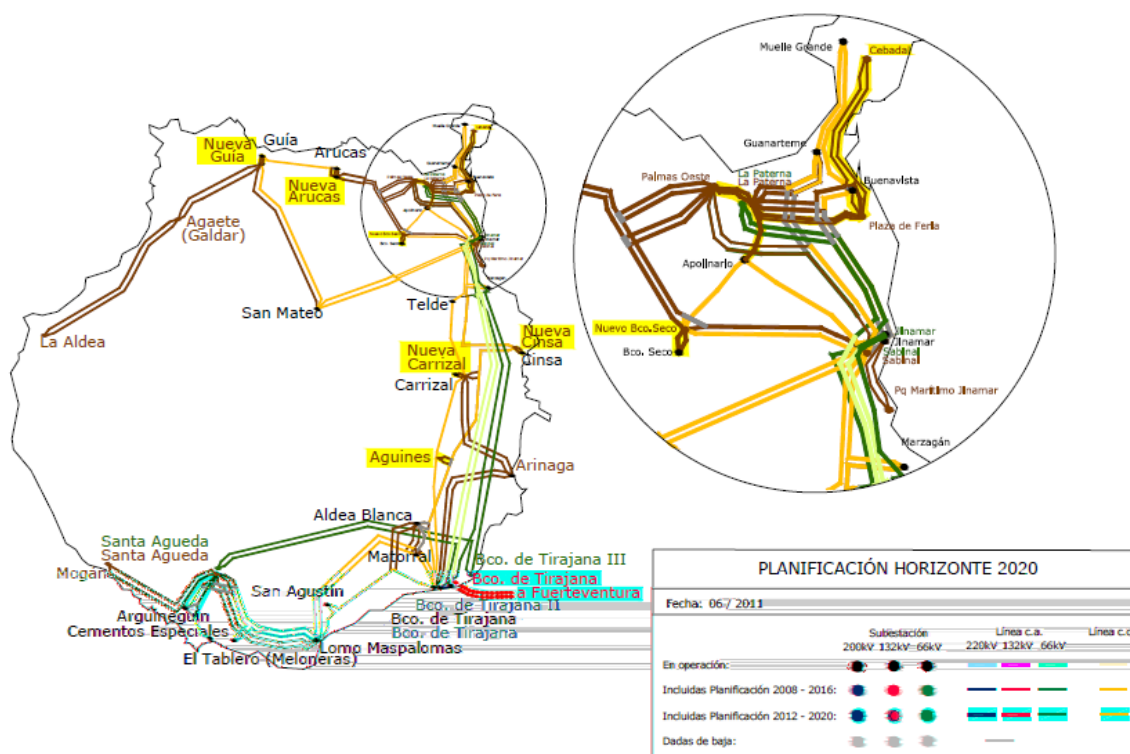 Guía
Nueva
Guía
Arucas
Nueva
Arucas
Agaete
(Galdar)
San Mateo
La Aldea
Telde
Nueva
Cinsa
Cinsa
Nueva
Carrizal
Carrizal
Aguines
Arinaga
Aldea Blanca
Matorral
Santa Agueda
Santa Agueda
Mogane
San Agustín
Arguineguin
Cementos Especiales
El Tablero (Meloneras)
Lomo Maspalomas
Bco. de Tirajana III
Bco. de Tirajana
a Fuerteventura
Bco. de Tirajana II
Bco. de Tirajana
Bco. de Tirajana
Muelle Grande
Cebadal
Guanarteme
La Paterna
La Paterna
Palmas Oeste
Buenavista
Plaza de Feria
Apolinario
Nuevo Bco.Seco
Bco. Seco
Jinamar
Jinamar
Sabinal
Sabinal
Pq Maritimo Jinamar
Marzagán
PLANIFICACIÓN HORIZONTE 2020
Fecha: 06/ 2011
Subestación Línea c.a. Línea c.c
200kV 132kV 66kV 220kV 132kV 66kV
En operación:
Incluidas Planificación 2008 - 2016:
Incluidas Planificación 2012 - 2020:
Dadas de baja: